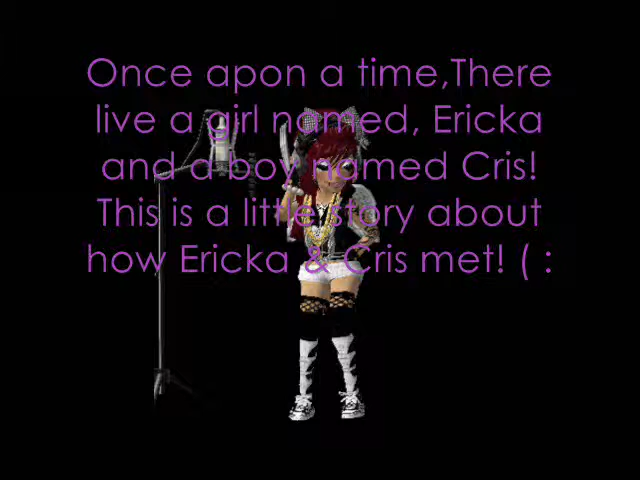 Once apon a time,There
live a girl named, Ericka
and a boy named Cris!
This is a little story about
how Ericka & Cris met! ( :